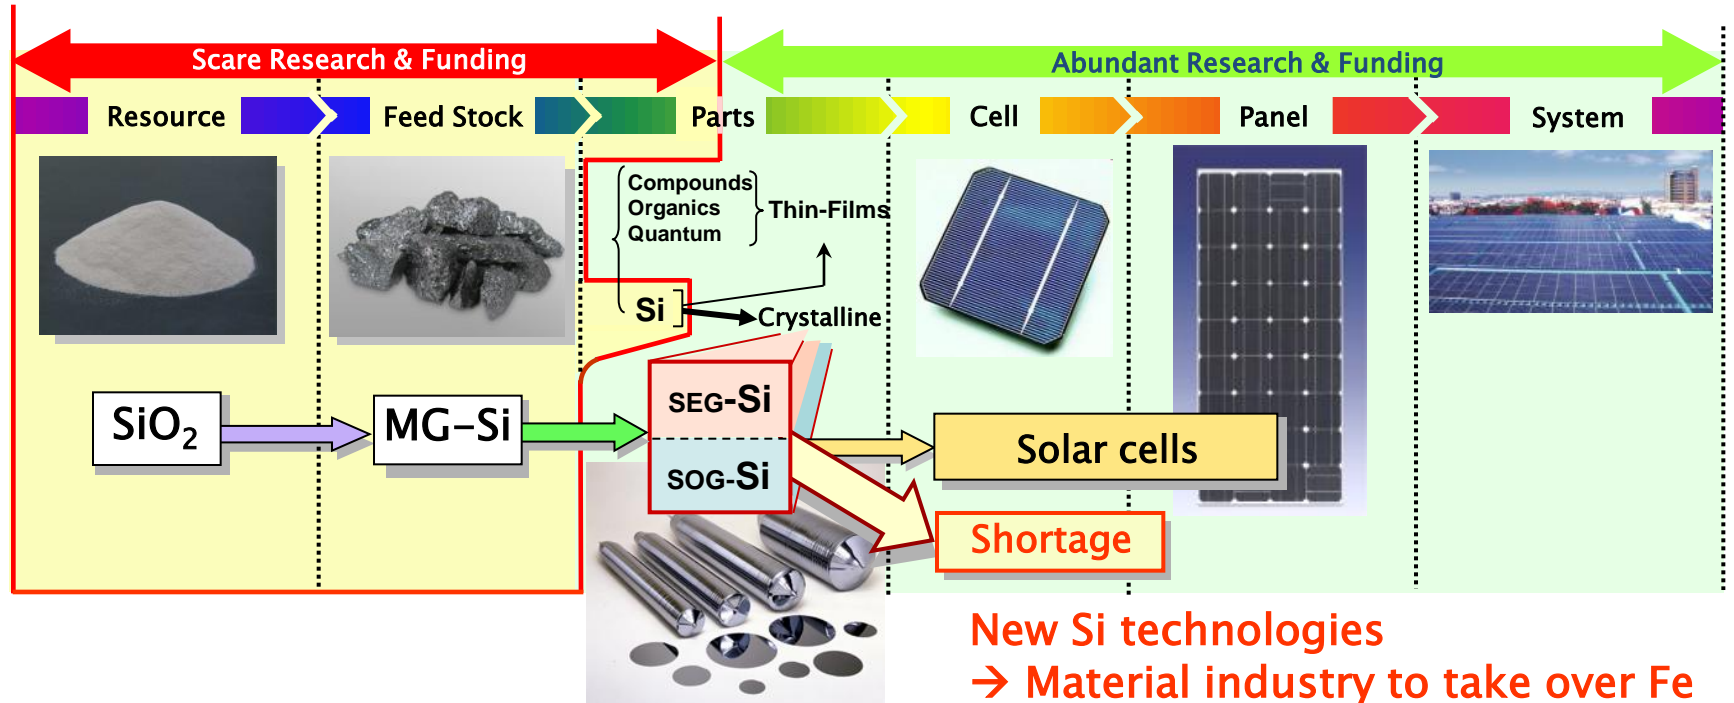 Scare Research & Funding
Abundant Research & Funding
Resource
Feed Stock
Parts
Cell
Panel
System
Compounds
Organics
Quantum
Thin-Films
Si
Crystalline
SiO₂
MG-Si
SEG-Si
SOG-Si
Solar cells
Shortage
New Si technologies
→ Material industry to take over Fe